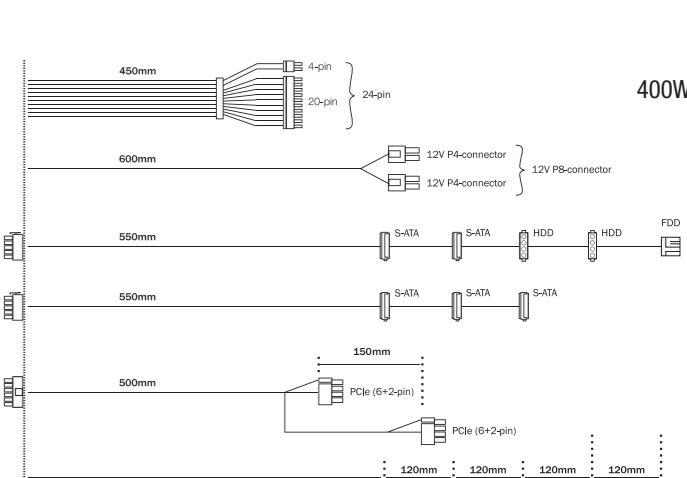 400W
450mm
4-pin
20-pin
24-pin
600mm
12V P4-connector
12V P4-connector
12V P8-connector
550mm
S-ATA
S-ATA
HDD
HDD
FDD
550mm
S-ATA
S-ATA
S-ATA
150mm
500mm
PCIe (6+2-pin)
PCIe (6+2-pin)
120mm 120mm 120mm 120mm